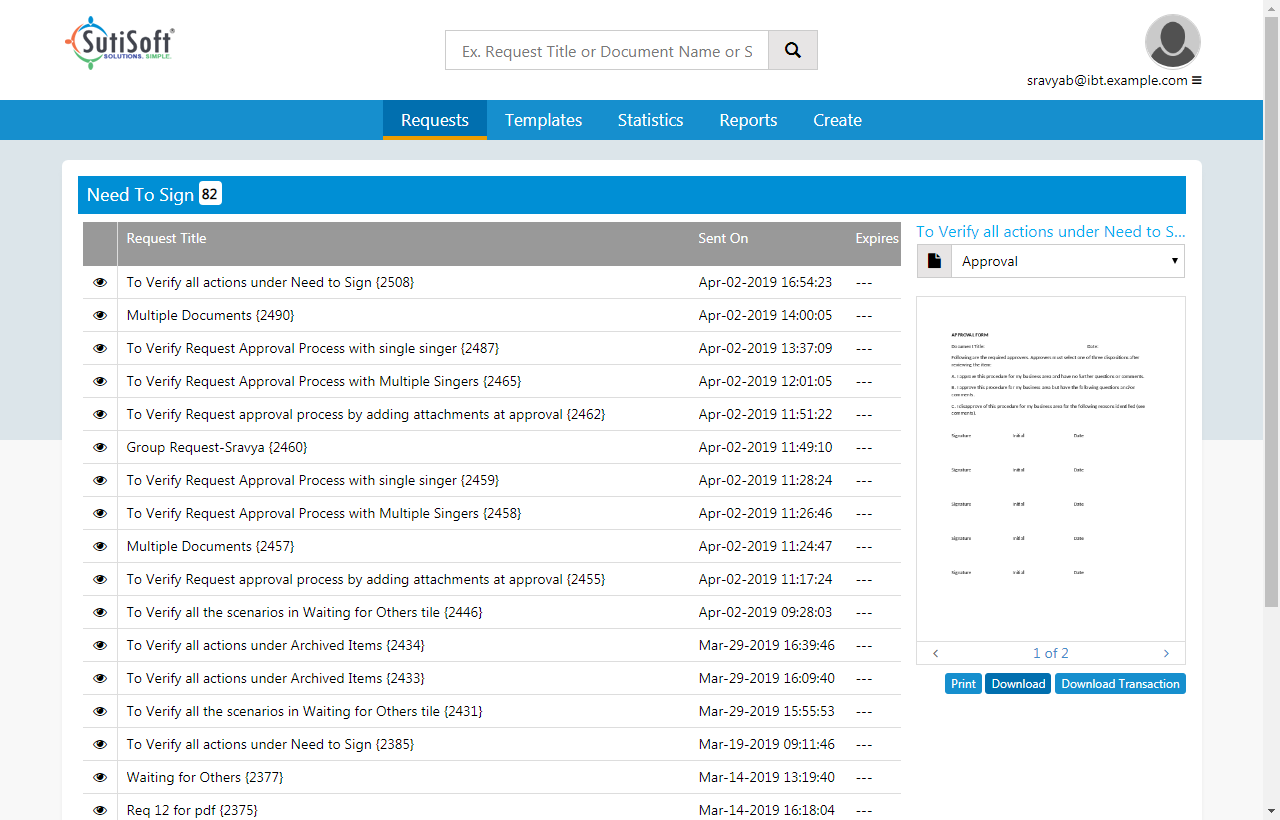 SutiSoft®
SOLUTIONS. SIMPLE.
Ex. Request Title or Document Name or S
sravyab@ibt.example.com
Requests Templates Statistics Reports Create
Need To Sign 82
Request Title Sent On Expires
To Verify all actions under Need to Sign {2508} Apr-02-2019 16:54:23 ---
Multiple Documents {2490} Apr-02-2019 14:00:05 ---
To Verify Request Approval Process with single singer {2487} Apr-02-2019 13:37:09 ---
To Verify Request Approval Process with Multiple Singers {2465} Apr-02-2019 12:01:05 ---
To Verify Request approval process by adding attachments at approval {2462} Apr-02-2019 11:51:22 ---
Group Request-Sravya {2460} Apr-02-2019 11:49:10 ---
To Verify Request Approval Process with single singer {2459} Apr-02-2019 11:28:24 ---
To Verify Request Approval Process with Multiple Singers {2458} Apr-02-2019 11:26:46 ---
Multiple Documents {2457} Apr-02-2019 11:24:47 ---
To Verify Request approval process by adding attachments at approval {2455} Apr-02-2019 11:17:24 ---
To Verify all the scenarios in Waiting for Others tile {2446} Apr-02-2019 09:28:03 ---
To Verify all actions under Archived Items {2434} Mar-29-2019 16:39:46 ---
To Verify all actions under Archived Items {2433} Mar-29-2019 16:09:40 ---
To Verify all the scenarios in Waiting for Others tile {2431} Mar-29-2019 15:55:53 ---
To Verify all actions under Need to Sign {2385} Mar-19-2019 09:11:46 ---
Waiting for Others {2377} Mar-14-2019 13:19:40 ---
Req 12 for pdf {2375} Mar-14-2019 16:18:04 ---
To Verify all actions under Need to S...
Approval
APPROVAL FORM
Document Title: Date:
Following are the required approvers. Approvers must select one of three dispositions after
reviewing the item:
A. I approve this procedure for my business area and have no further questions or comments.
B. I approve this procedure for my business area but have the following questions and/or
comments.
C. I disapprove of this procedure for my business area for the following reasons identified (see
comments).
Signature Initial Date
Signature Initial Date
Signature Initial Date
Signature Initial Date
Signature Initial Date
1 of 2
Print Download Download Transaction